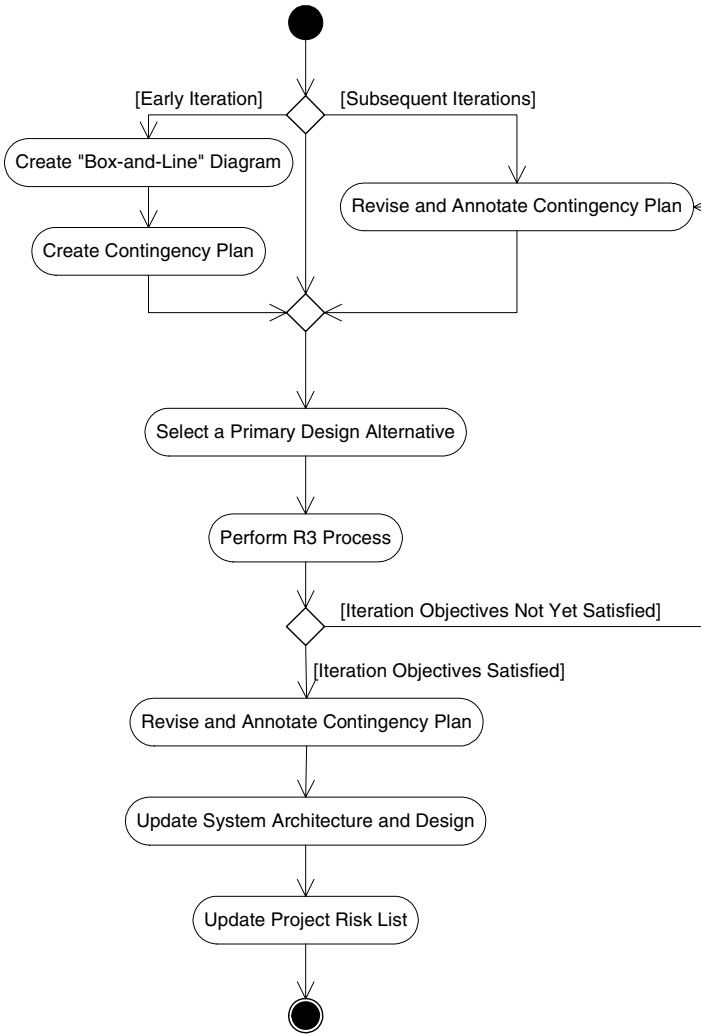 [Early Iteration]
[Subsequent Iterations]
Create "Box-and-Line" Diagram
Revise and Annotate Contingency Plan
Create Contingency Plan
Select a Primary Design Alternative
Perform R3 Process
[Iteration Objectives Not Yet Satisfied]
[Iteration Objectives Satisfied]
Revise and Annotate Contingency Plan
Update System Architecture and Design
Update Project Risk List